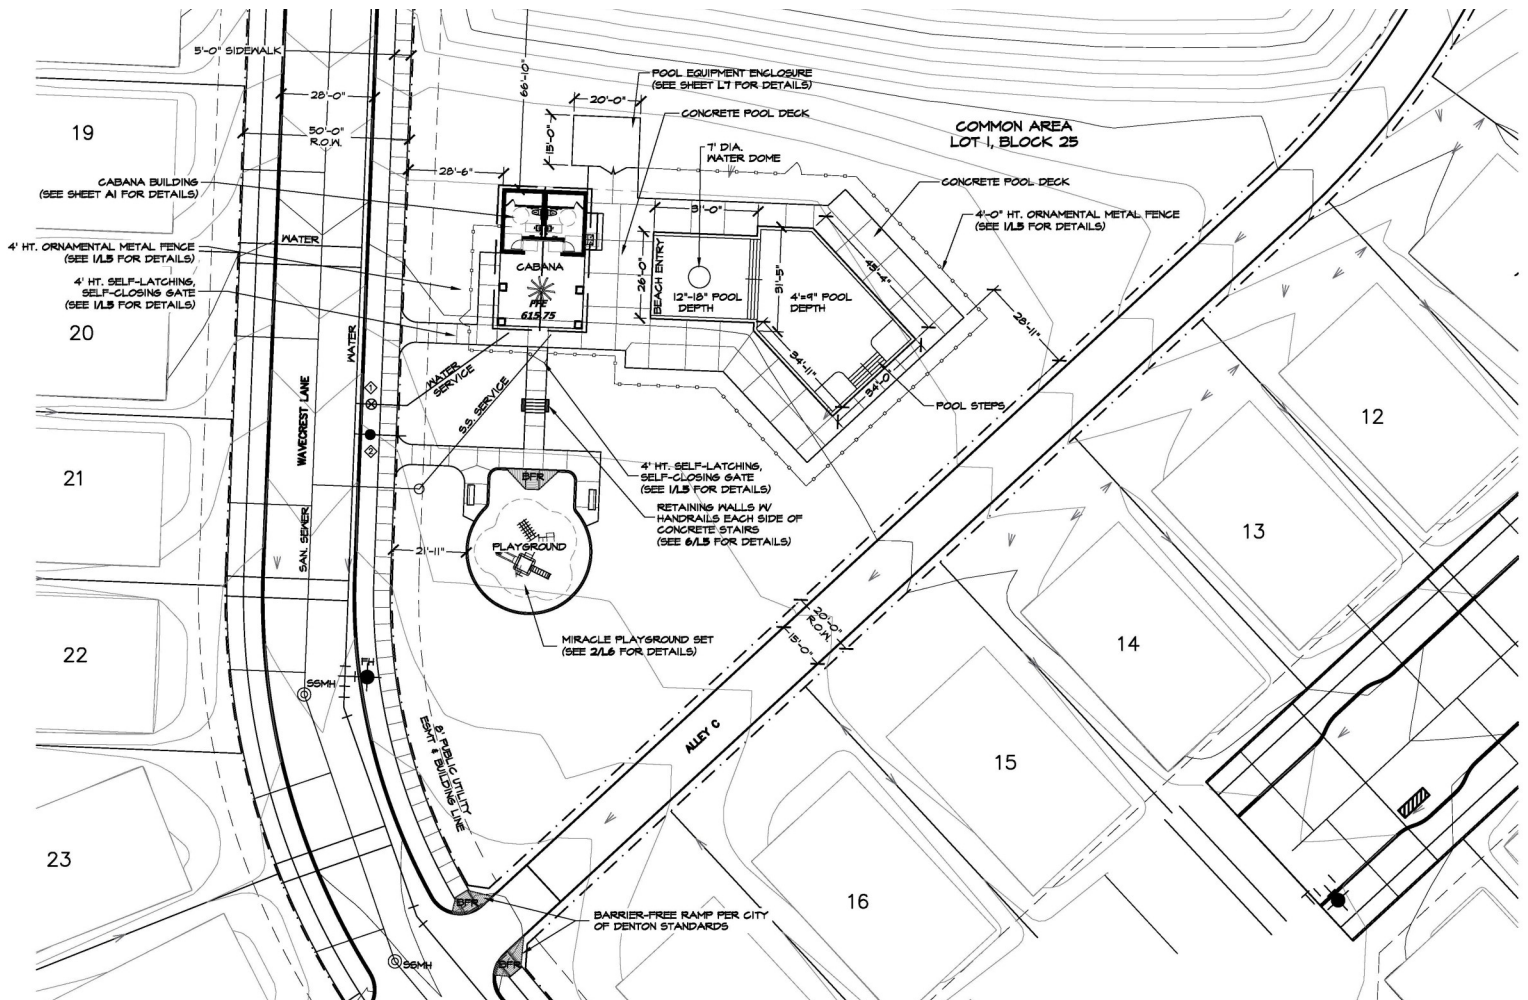 5'-0" SIDEWALK
28'-0"
50'-0"
R.O.W.
19
CABANA BUILDING
(SEE SHEET A1 FOR DETAILS)
WATER
4' HT. ORNAMENTAL METAL FENCE
(SEE 1/L5 FOR DETAILS)
4' HT. SELF-LATCHING,
SELF-CLOSING GATE
(SEE 1/L5 FOR DETAILS)
20
WATER
WAVECREST LANE
21
SAN. SEWER
22
23
SSMH
FH
SSMH
1
2
66'-10"
20'-0"
15'-0"
28'-6"
POOL EQUIPMENT ENCLOSURE
(SEE SHEET L7 FOR DETAILS)
CONCRETE POOL DECK
7' DIA.
WATER DOME
COMMON AREA
LOT 1, BLOCK 25
CONCRETE POOL DECK
4'-0" HT. ORNAMENTAL METAL FENCE
(SEE 1/L5 FOR DETAILS)
31'-0"
26'-0"
BEACH ENTRY
CABANA
FFE
615.75
12"-18" POOL
DEPTH
31'-5"
4'=9" POOL
DEPTH
45'-4"
34'-11"
34'-0"
28'-11"
POOL STEPS
WATER
SERVICE
S.S. SERVICE
4' HT. SELF-LATCHING,
SELF-CLOSING GATE
(SEE 1/L5 FOR DETAILS)
RETAINING WALLS W/
HANDRAILS EACH SIDE OF
CONCRETE STAIRS
(SEE 6/L5 FOR DETAILS)
BFR
PLAYGROUND
21'-11"
MIRACLE PLAYGROUND SET
(SEE 2/L6 FOR DETAILS)
20'-0"
R.O.W.
15'-0"
ALLEY C
8' PUBLIC UTILITY
ESMT & BUILDING LINE
BFR
BFR
BARRIER-FREE RAMP PER CITY
OF DENTON STANDARDS
12
13
14
15
16